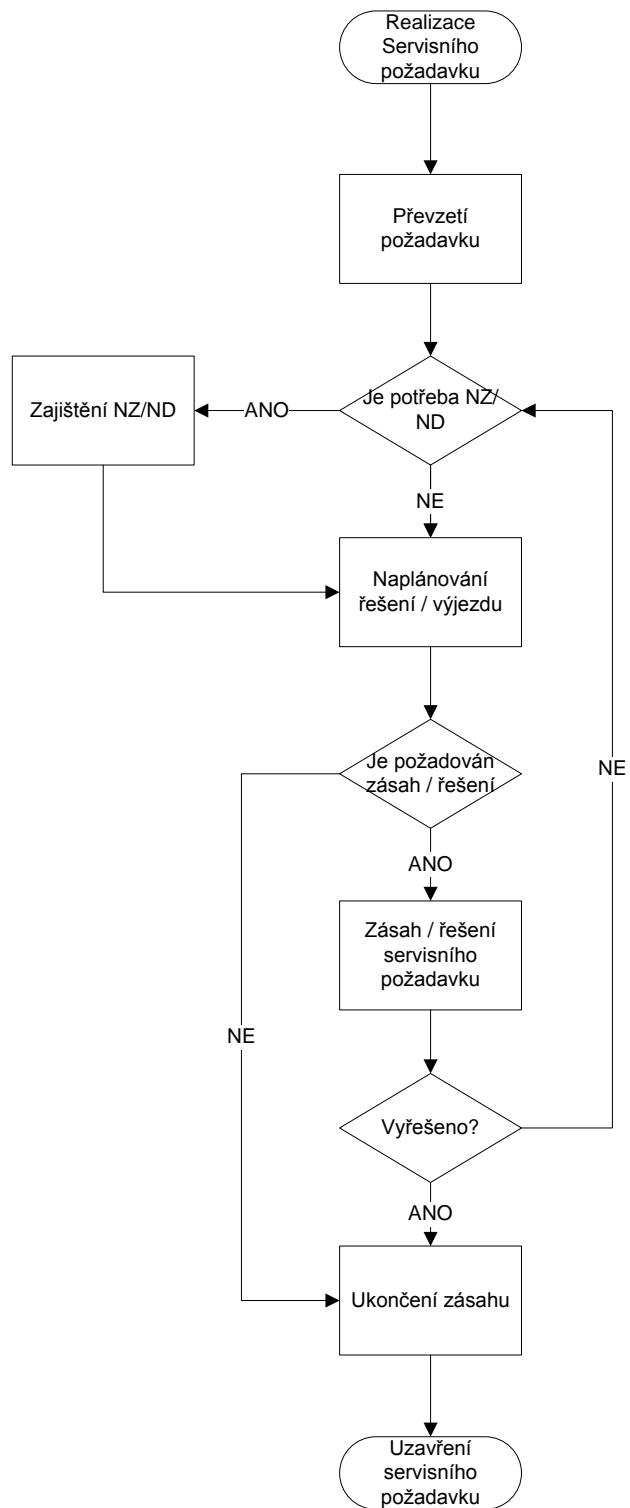 Realizace
Servisního
požadavku
Převzetí
požadavku
Je potřeba NZ/
ND
ANO
Zajištění NZ/ND
NE
Naplánování
řešení / výjezdu
Je požadován
zásah / řešení
NE
ANO
Zásah / řešení
servisního
požadavku
NE
Vyřešeno?
ANO
Ukončení zásahu
Uzavření
servisního
požadavku